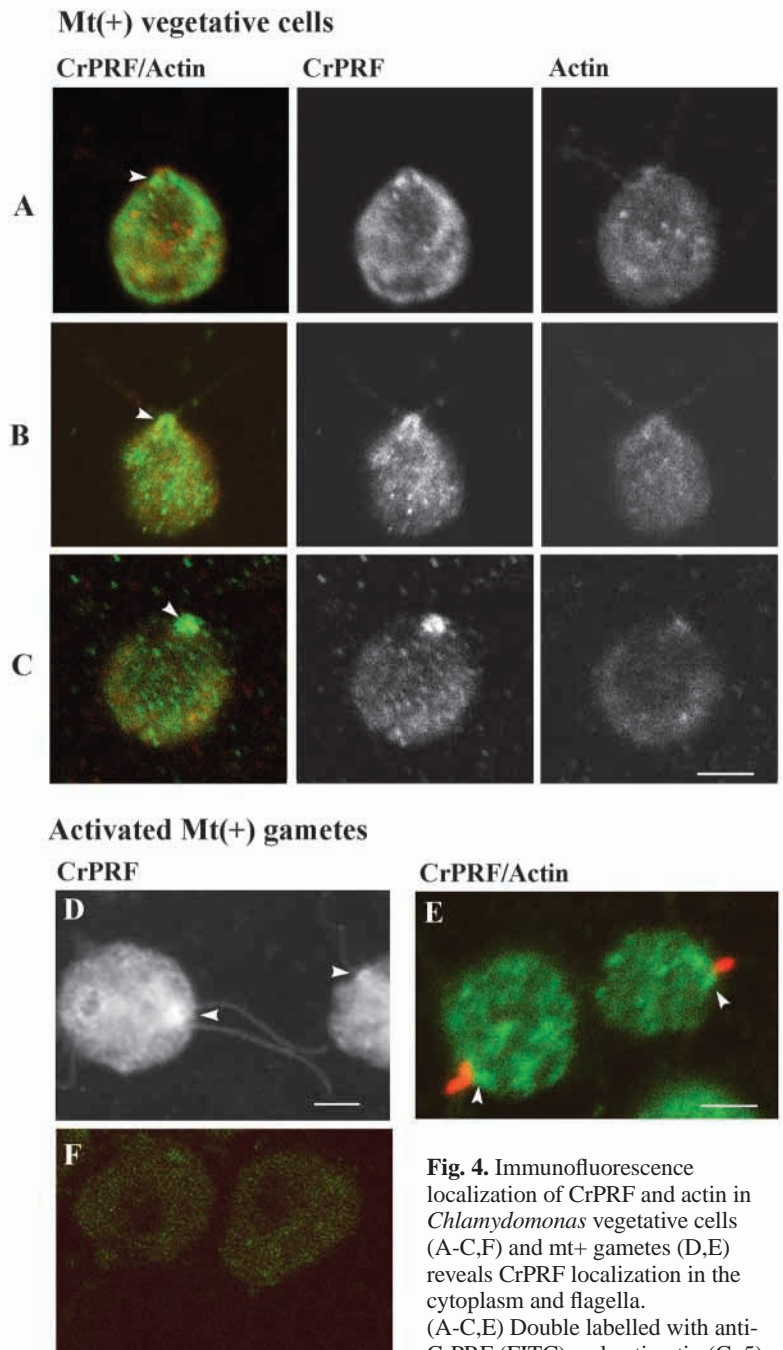 Mt(+) vegetative cells
CrPRF/Actin CrPRF Actin
A
B
C
Activated Mt(+) gametes
CrPRF CrPRF/Actin
D
E
F
Fig. 4. Immunofluorescence
localization of CrPRF and actin in
Chlamydomonas vegetative cells
(A-C,F) and mt+ gametes (D,E)
reveals CrPRF localization in the
cytoplasm and flagella.
(A-C,E) Double labelled with anti-